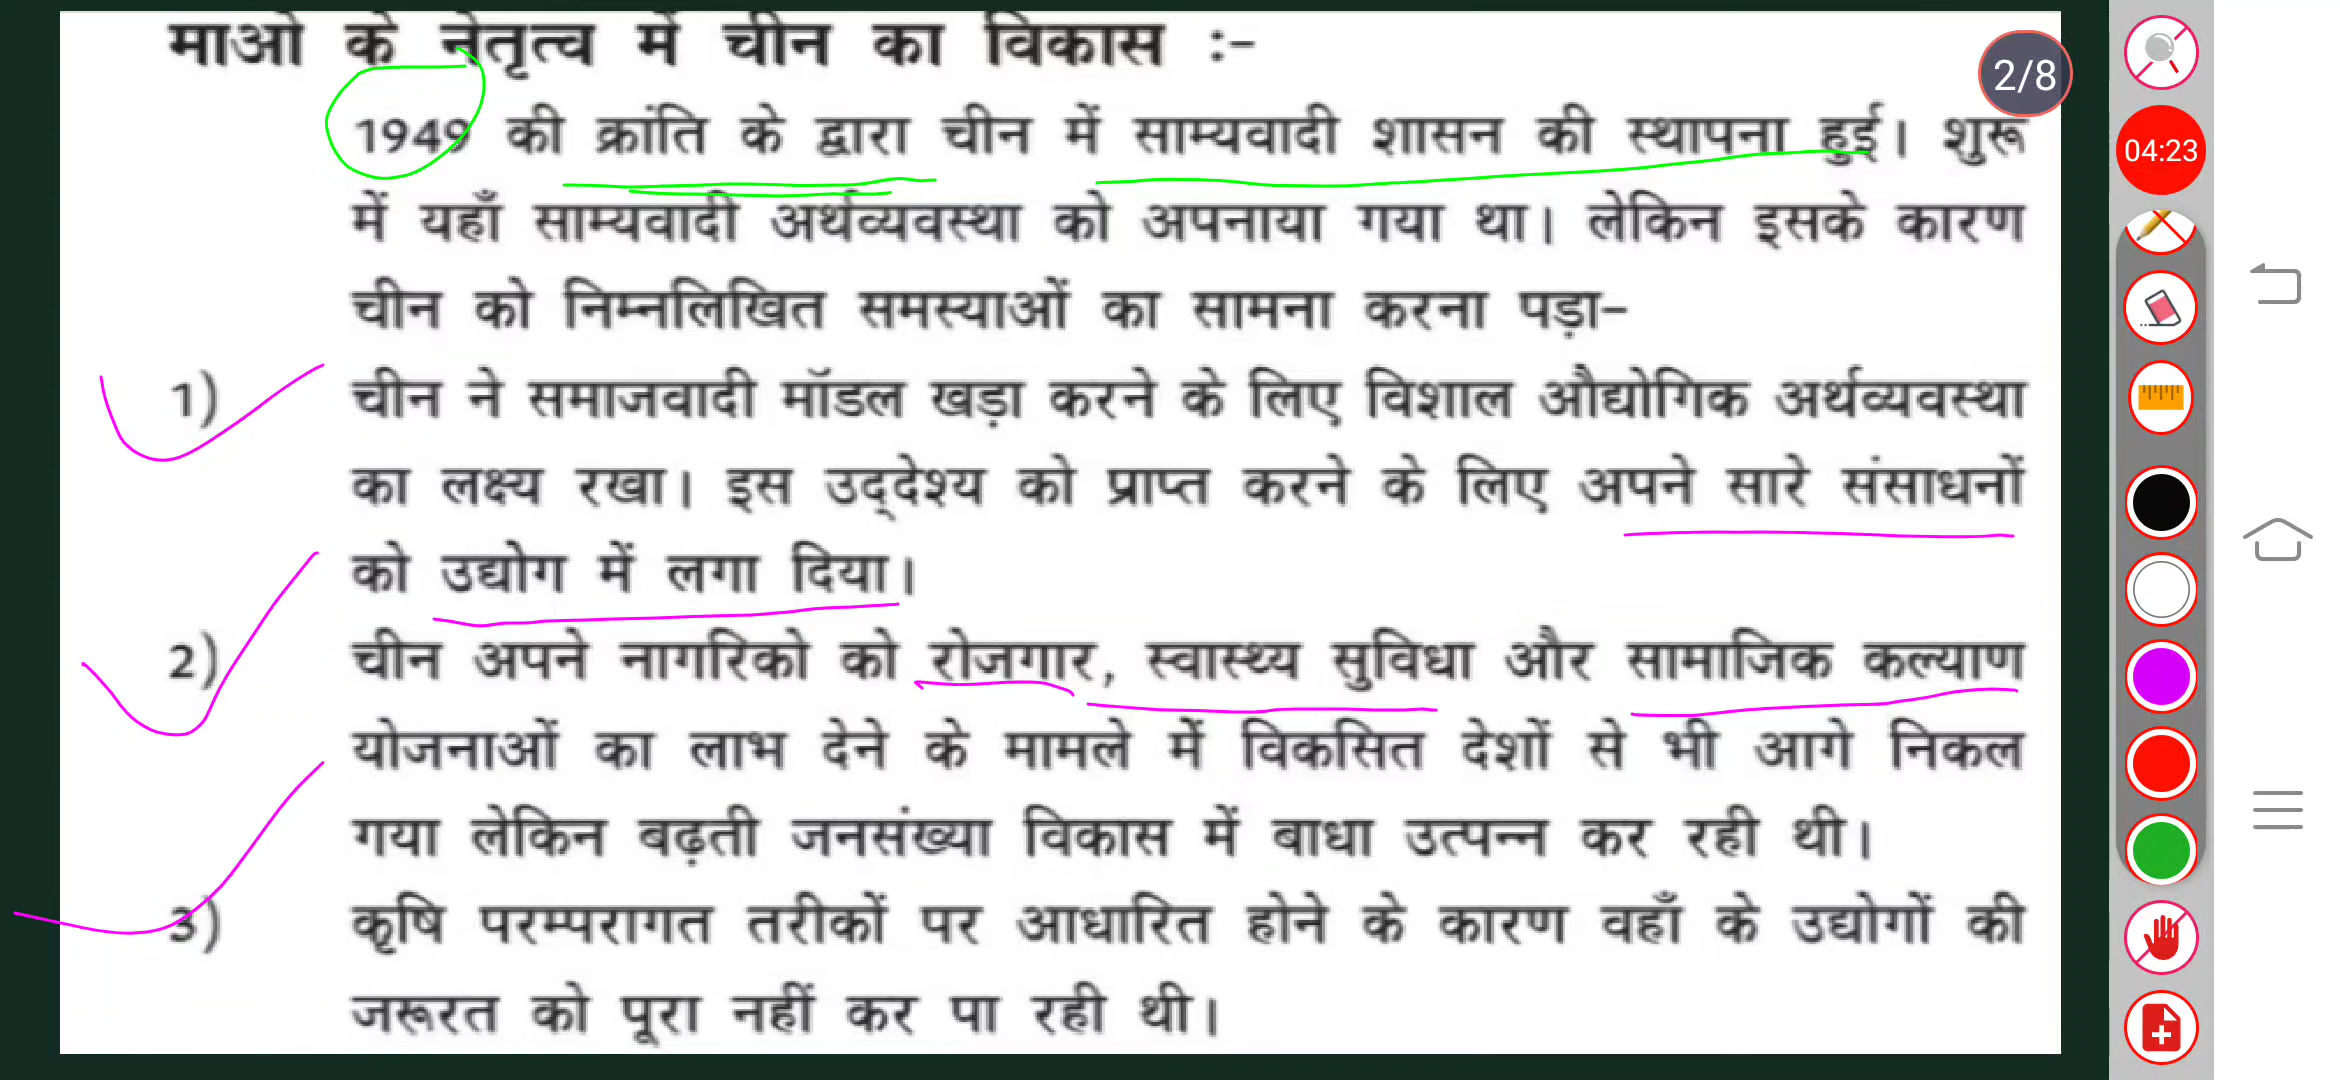 माओ के नेतृत्व में चीन का विकास :-
2/8
1949 की क्रांति के द्वारा चीन में साम्यवादी शासन की स्थापना हुई। शुरू
04:23
में यहाँ साम्यवादी अर्थव्यवस्था को अपनाया गया था। लेकिन इसके कारण
चीन को निम्नलिखित समस्याओं का सामना करना पड़ा-
1) चीन ने समाजवादी मॉडल खड़ा करने के लिए विशाल औद्योगिक अर्थव्यवस्था
का लक्ष्य रखा। इस उद्देश्य को प्राप्त करने के लिए अपने सारे संसाधनों
को उद्योग में लगा दिया।
2) चीन अपने नागरिको को रोजगार, स्वास्थ्य सुविधा और सामाजिक कल्याण
योजनाओं का लाभ देने के मामले में विकसित देशों से भी आगे निकल
गया लेकिन बढ़ती जनसंख्या विकास में बाधा उत्पन्न कर रही थी।
3) कृषि परम्परागत तरीकों पर आधारित होने के कारण वहाँ के उद्योगों की
जरूरत को पूरा नहीं कर पा रही थी।